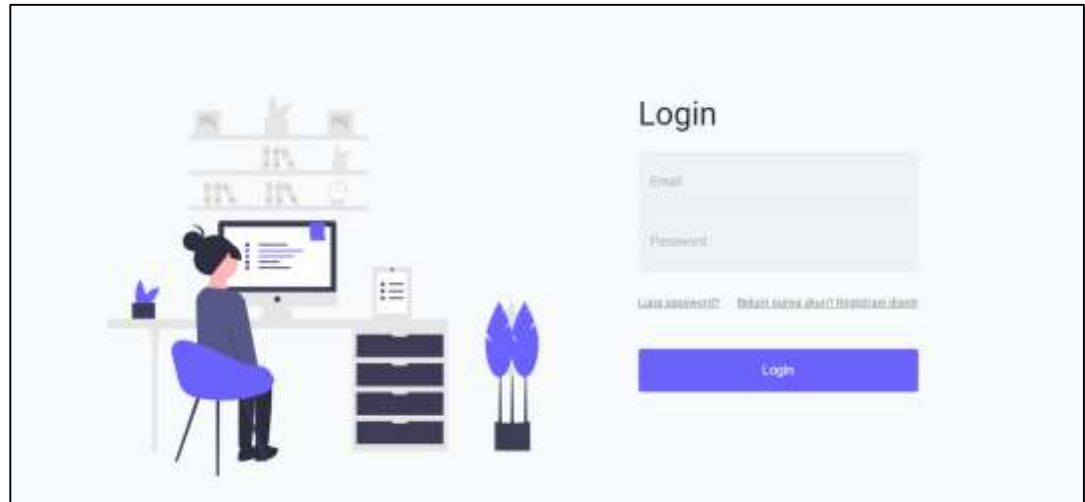 Login
Email
Password
Lupa password? Belum punya akun? Registrasi disini
Login